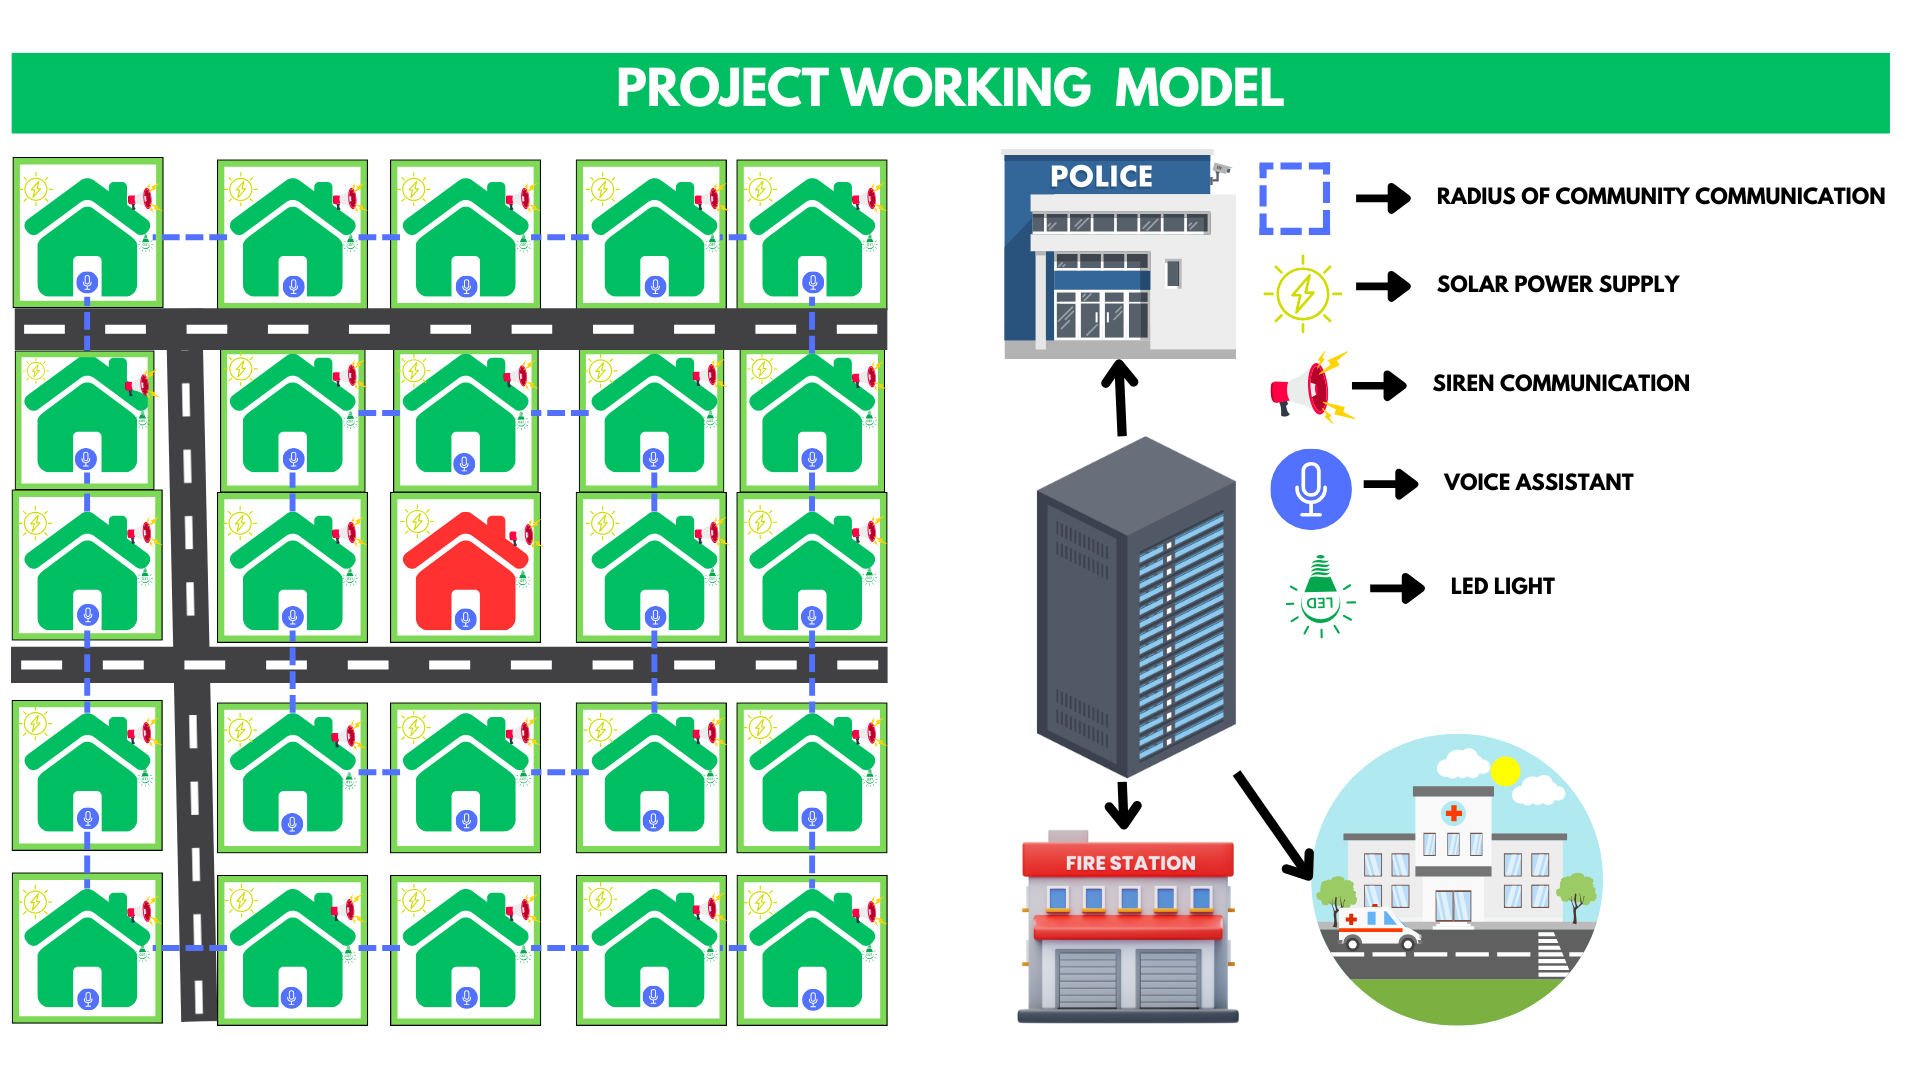 PROJECT WORKING MODEL
POLICE
RADIUS OF COMMUNITY COMMUNICATION
SOLAR POWER SUPPLY
SIREN COMMUNICATION
VOICE ASSISTANT
LED
LED LIGHT
FIRE STATION